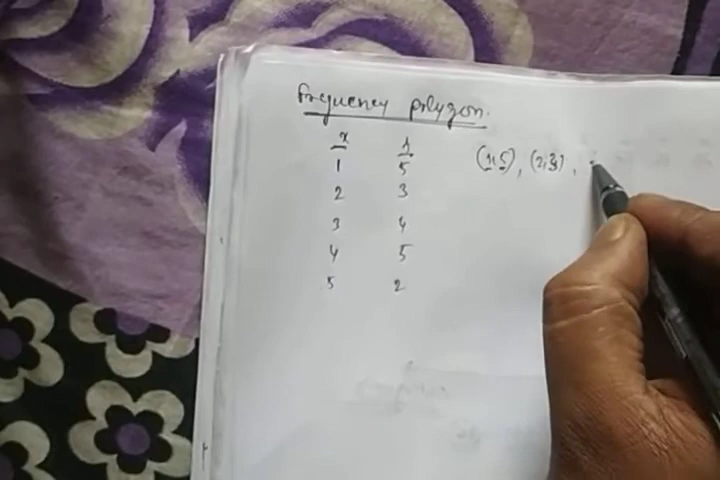 Frequency polygon.
x f
1 5 (1,5), (2,3),
2 3
3 4
4 5
5 2